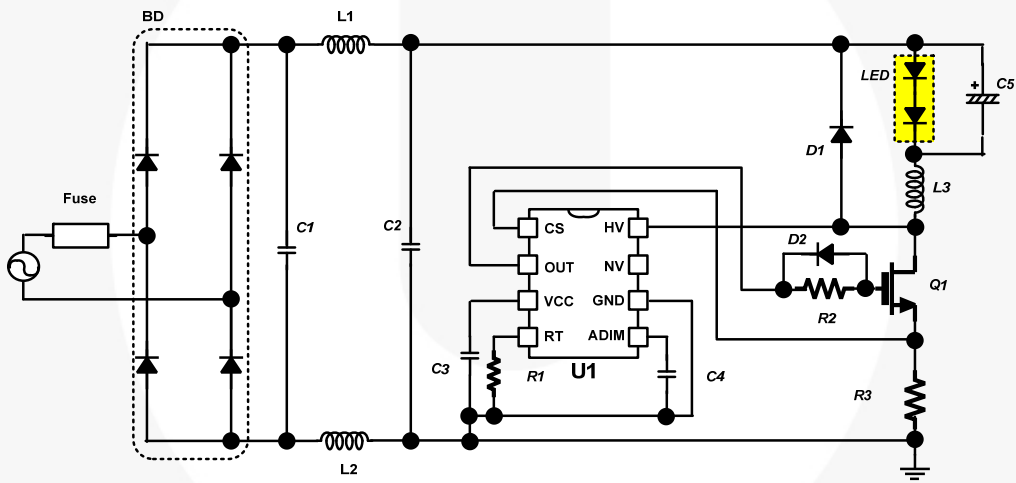 BD
L1
LED
+
C5
D1
Fuse
C1
C2
L3
CS
HV
D2
OUT
NV
Q1
VCC
GND
R2
RT
ADIM
C3
R1
U1
C4
R3
L2